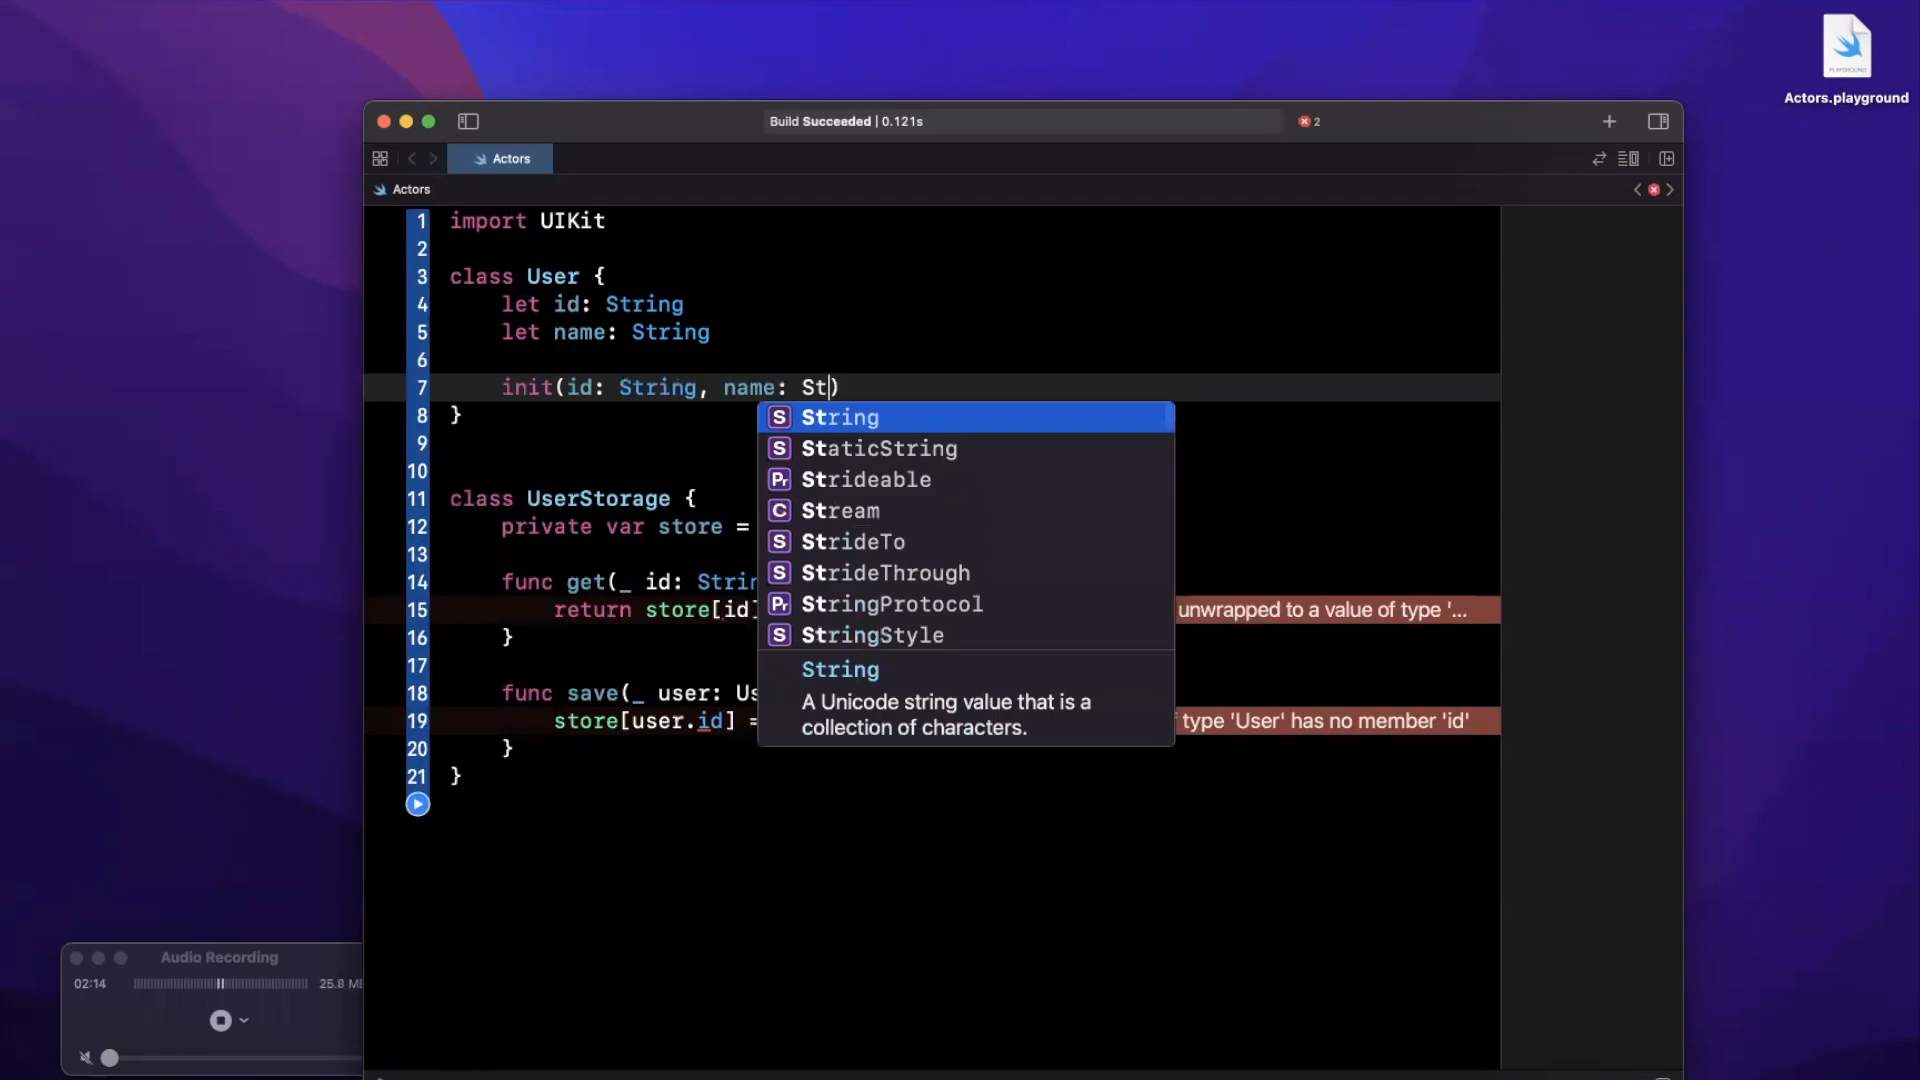 PLAYGROUND
Actors.playground
Build Succeeded | 0.121s
2
Actors
Actors
1 import UIKit
2
3 class User {
4 let id: String
5 let name: String
6
7 init(id: String, name: St)
8 }
9
10
11 class UserStorage {
12 private var store =
13
14 func get(_ id: Strin
15 return store[id] unwrapped to a value of type '...
16 }
17
18 func save(_ user: Us
19 store[user.id] = type 'User' has no member 'id'
20 }
21 }
S String
S StaticString
Pr Strideable
C Stream
S StrideTo
S StrideThrough
Pr StringProtocol
S StringStyle
String
A Unicode string value that is a
collection of characters.
Audio Recording
02:14 25.8 ME